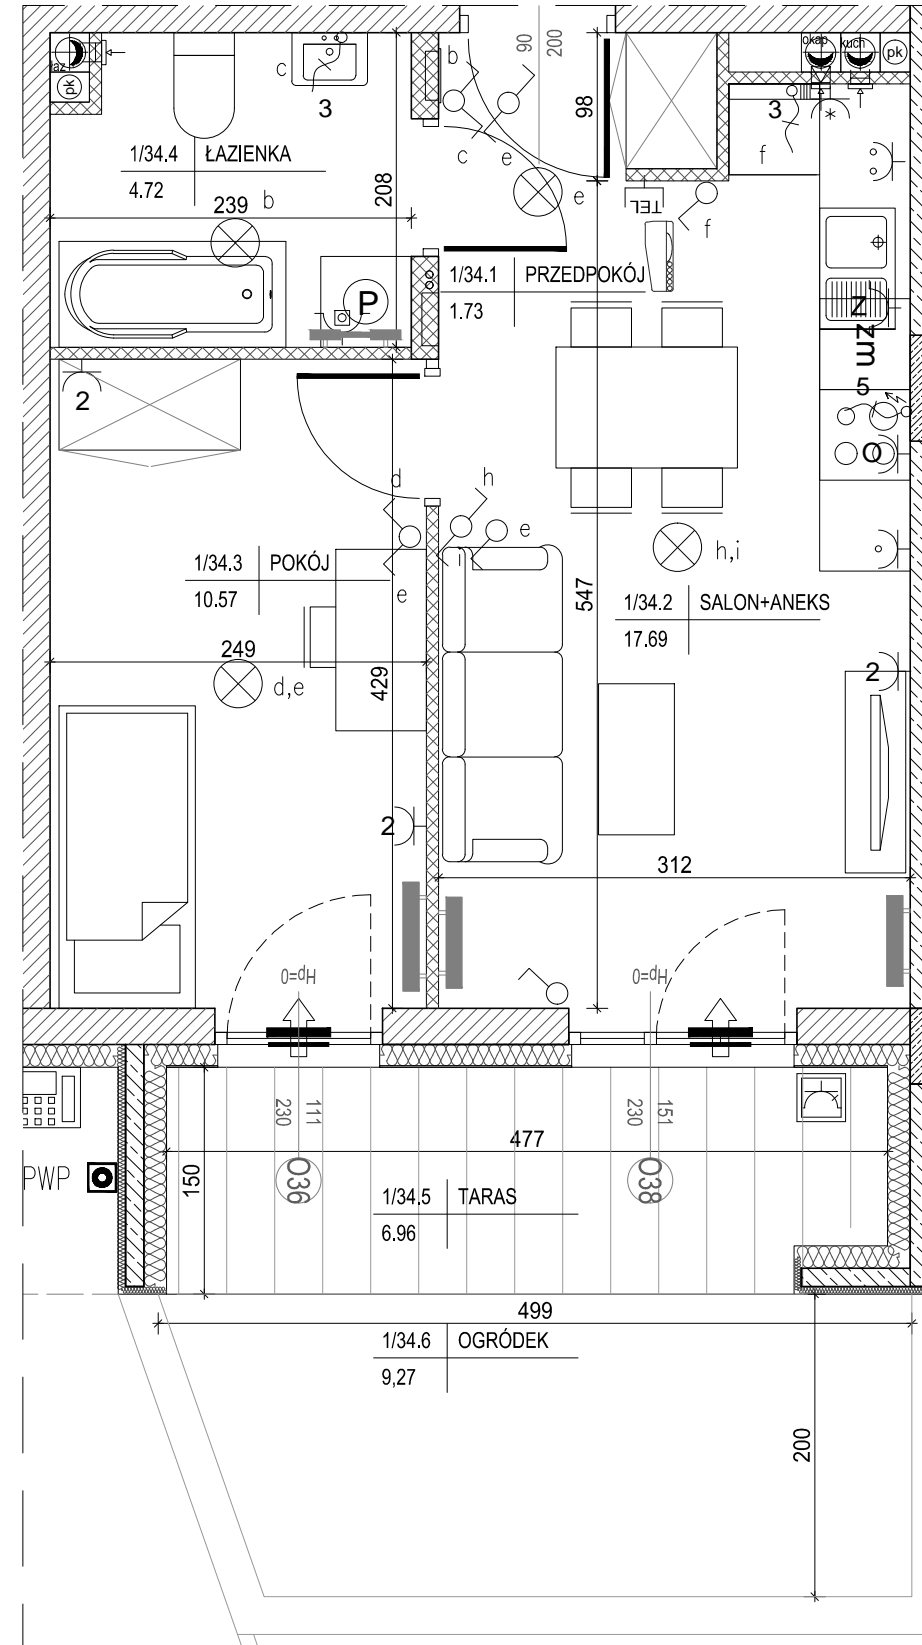 90
200
okap
kuch
pk
łaz
pk
c
3
b
98
3
*
f
1/34.4 ŁAZIENKA
4.72
c
e
208
239
b
e
TEL
f
1/34.1 PRZEDPOKÓJ
1.73
P
Z
zm
5
2
O
d
h
e
i
h,i
1/34.3 POKÓJ
10.57
e
547
1/34.2 SALON+ANEKS
17.69
249
d,e
429
2
2
312
Hp=0
Hp=0
111
230
151
230
477
PWP
150
O36
O38
1/34.5 TARAS
6.96
499
1/34.6 OGRÓDEK
9,27
200